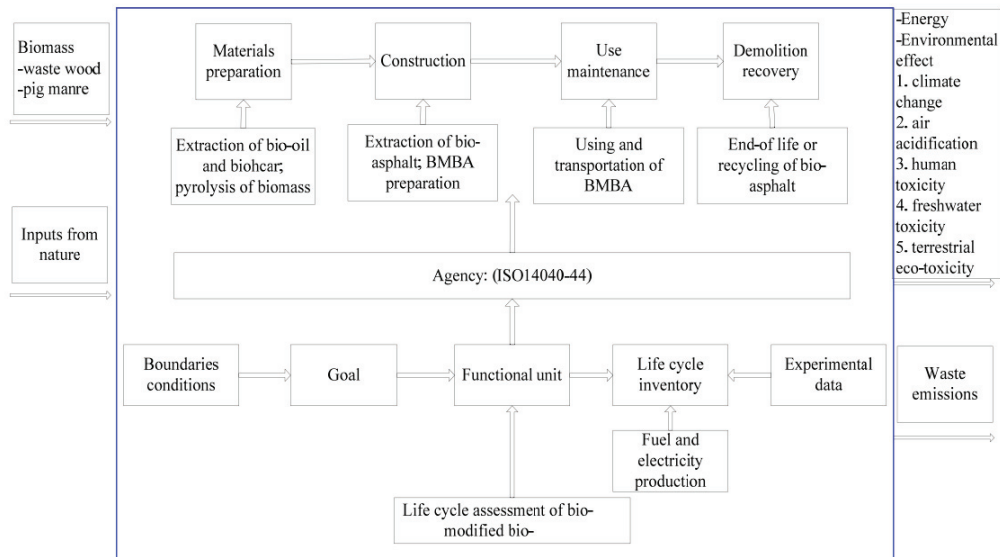 Biomass
-waste wood
-pig manre
Inputs from
nature
Materials
preparation
Construction
Use
maintenance
Demolition
recovery
Extraction of bio-oil
and biohcar;
pyrolysis of biomass
Extraction of bio-
asphalt; BMBA
preparation
Using and
transportation of
BMBA
End-of life or
recycling of bio-
asphalt
Agency: (ISO14040-44)
Boundaries
conditions
Goal
Functional unit
Life cycle
inventory
Experimental
data
Fuel and
electricity
production
Life cycle assessment of bio-
modified bio-
-Energy
-Environmental
effect
1. climate
change
2. air
acidification
3. human
toxicity
4. freshwater
toxicity
5. terrestrial
eco-toxicity
Waste
emissions